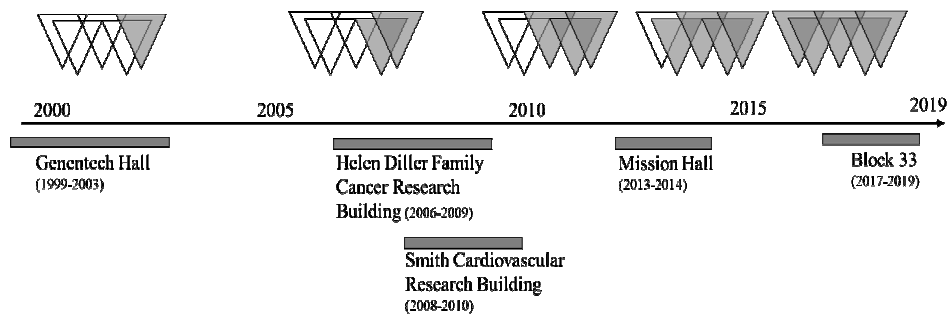 2000
2005
2010
2015
2019
Genentech Hall
(1999-2003)
Helen Diller Family
Cancer Research
Building (2006-2009)
Mission Hall
(2013-2014)
Block 33
(2017-2019)
Smith Cardiovascular
Research Building
(2008-2010)